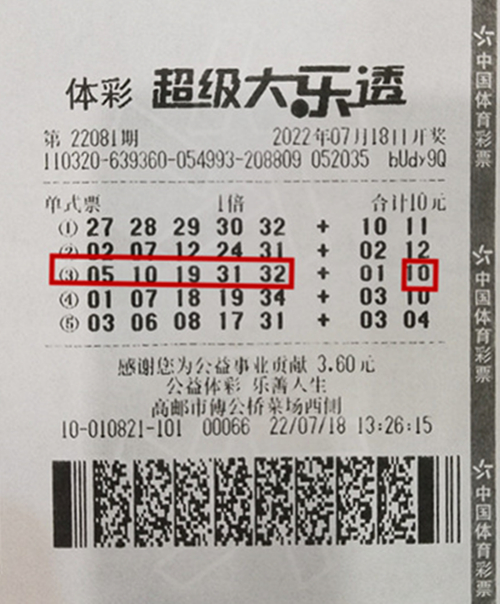 体彩 超级大乐透
第 22081期 2022年07月18日开奖
110320-639360-054993-208809 052035 bUdy9Q
单式票 1倍 合计10元
① 27 28 29 30 32 + 10 11
② 02 07 12 24 31 + 02 12
③ 05 10 19 31 32 + 01 10
④ 01 07 18 19 34 + 03 10
⑤ 03 06 08 17 31 + 03 04
感谢您为公益事业贡献 3.60元
公益体彩 乐善人生
高邮市傅公桥菜场西侧
10-010821-101 00066 22/07/18 13:26:15
中国体育彩票
中国体育彩票
中国体育彩票